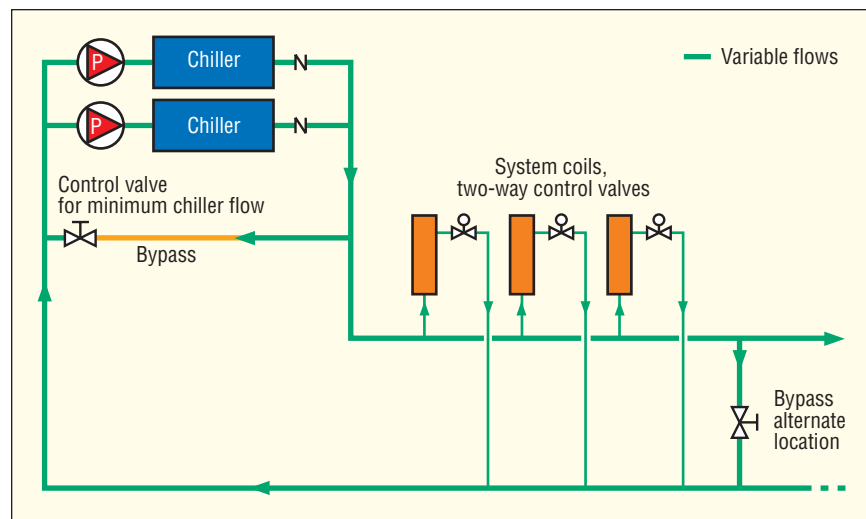 P
Chiller
P
Chiller
Variable flows
Control valve
for minimum chiller flow
Bypass
System coils,
two-way control valves
Bypass
alternate
location